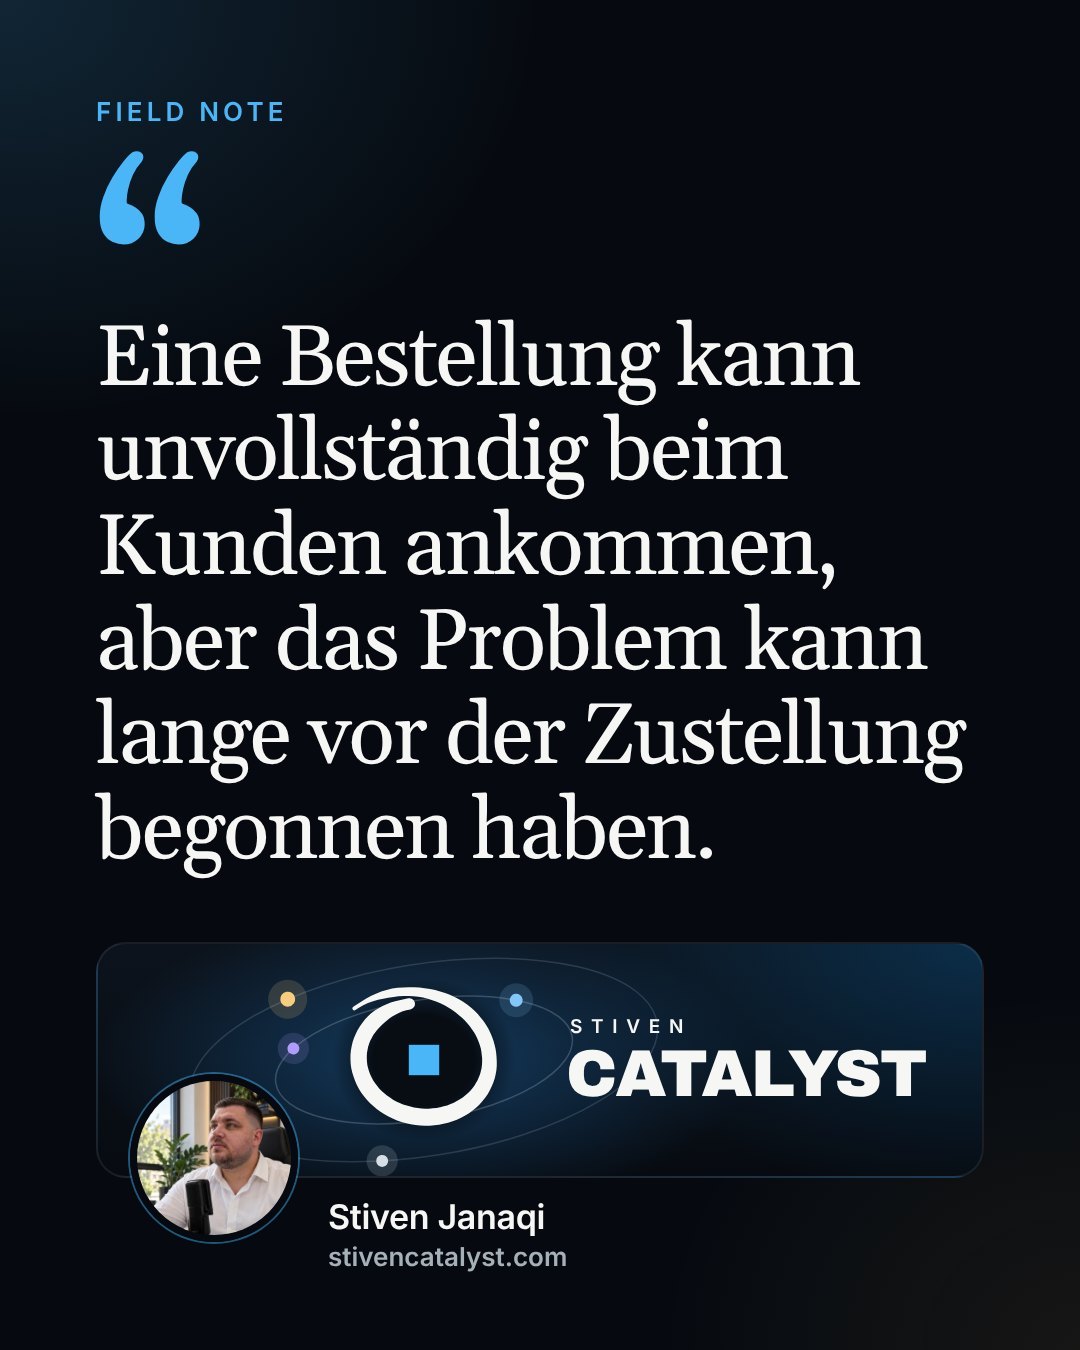 FIELD NOTE
“
Eine Bestellung kann
unvollständig beim
Kunden ankommen,
aber das Problem kann
lange vor der Zustellung
begonnen haben.
STIVEN
CATALYST
Stiven Janaqi
stivencatalyst.com